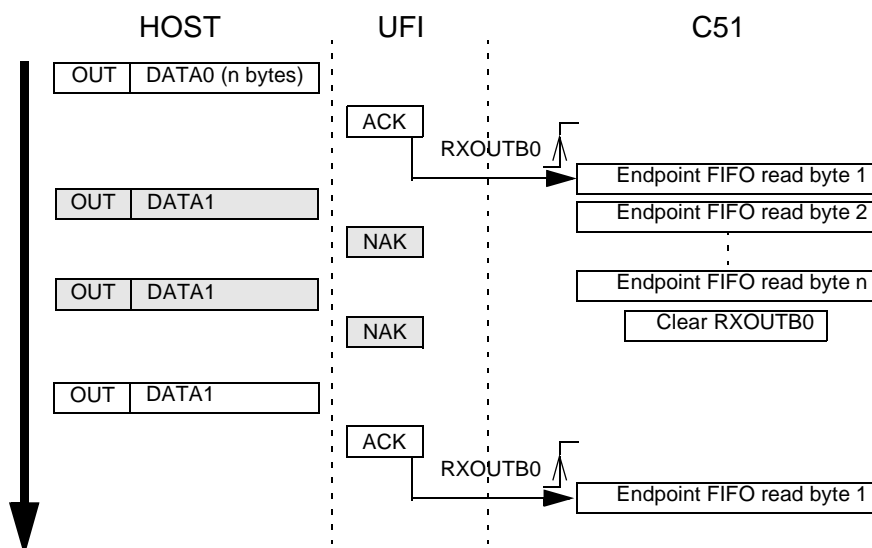 HOST UFI C51
OUT DATA0 (n bytes)
ACK
RXOUTB0
Endpoint FIFO read byte 1
OUT DATA1
Endpoint FIFO read byte 2
NAK
OUT DATA1
Endpoint FIFO read byte n
NAK
Clear RXOUTB0
OUT DATA1
ACK
RXOUTB0
Endpoint FIFO read byte 1